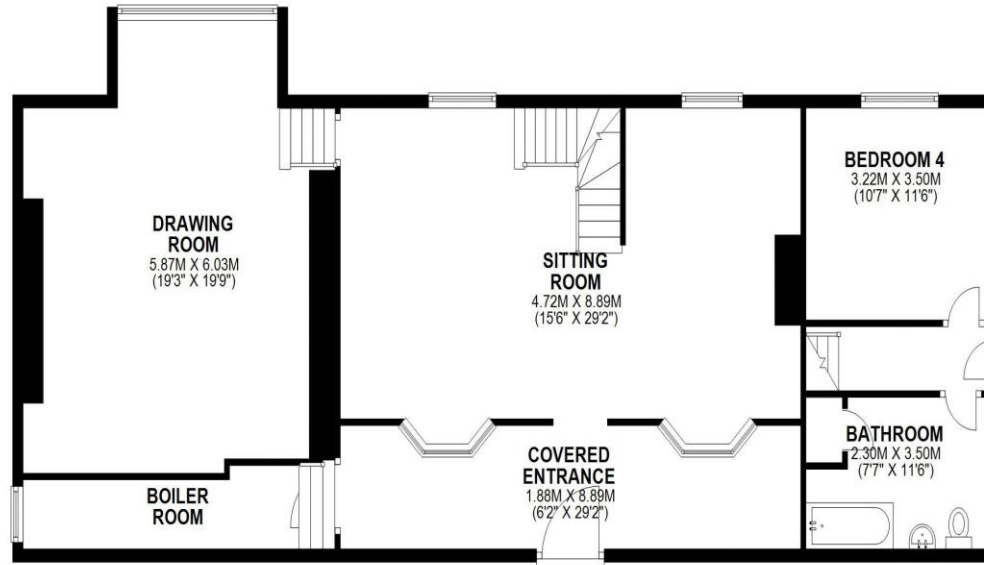 DRAWING
ROOM
5.87M X 6.03M
(19'3" X 19'9")
SITTING
ROOM
4.72M X 8.89M
(15'6" X 29'2")
BEDROOM 4
3.22M X 3.50M
(10'7" X 11'6")
BATHROOM
2.30M X 3.50M
(7'7" X 11'6")
COVERED
ENTRANCE
1.88M X 8.89M
(6'2" X 29'2")
BOILER
ROOM